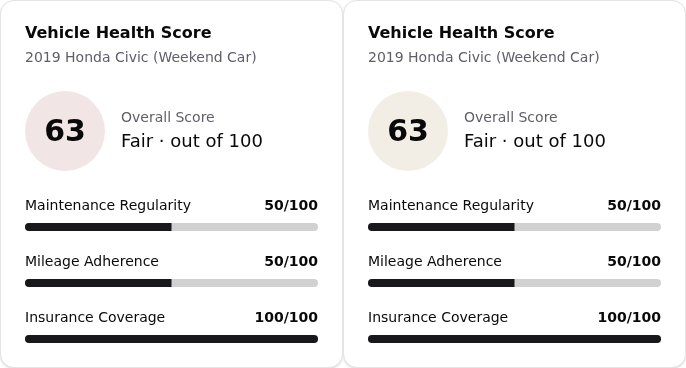 Vehicle Health Score
2019 Honda Civic (Weekend Car)
63
Overall Score
Fair · out of 100
Maintenance Regularity 50/100
Mileage Adherence 50/100
Insurance Coverage 100/100
Vehicle Health Score
2019 Honda Civic (Weekend Car)
63
Overall Score
Fair · out of 100
Maintenance Regularity 50/100
Mileage Adherence 50/100
Insurance Coverage 100/100